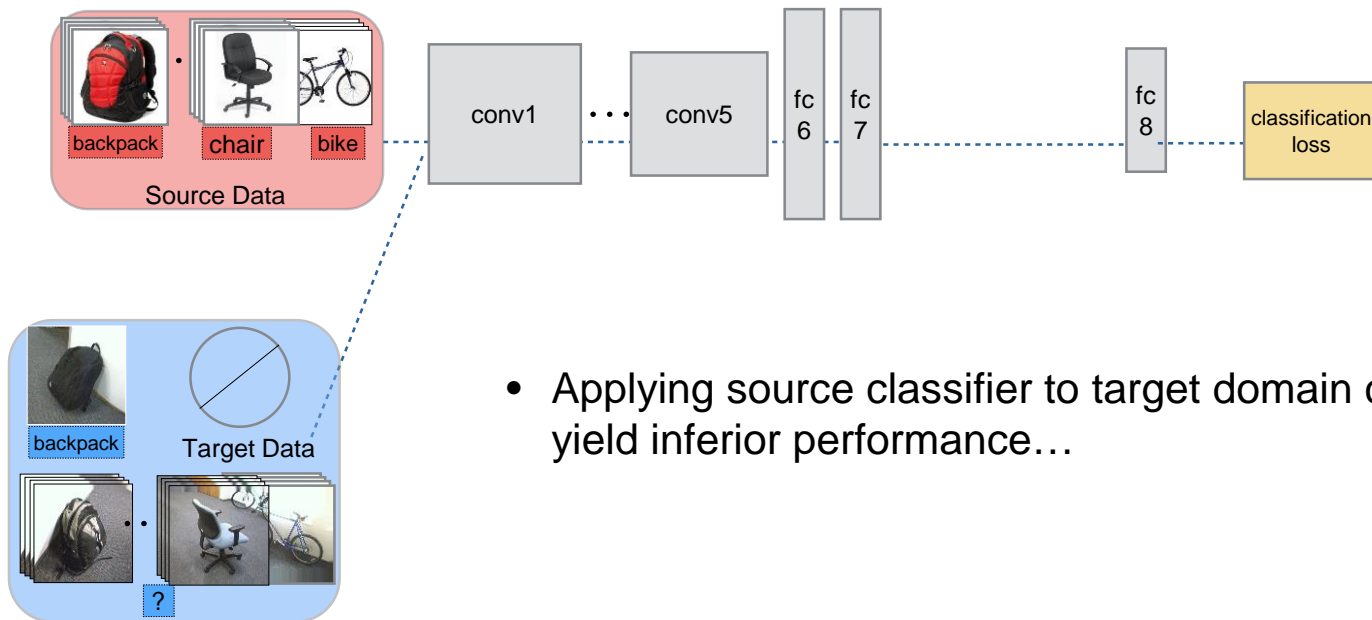 backpack
chair
bike
Source Data
conv1
. . .
conv5
fc
6
fc
7
fc
8
classification
loss
backpack
Target Data
?
• Applying source classifier to target domain
yield inferior performance…